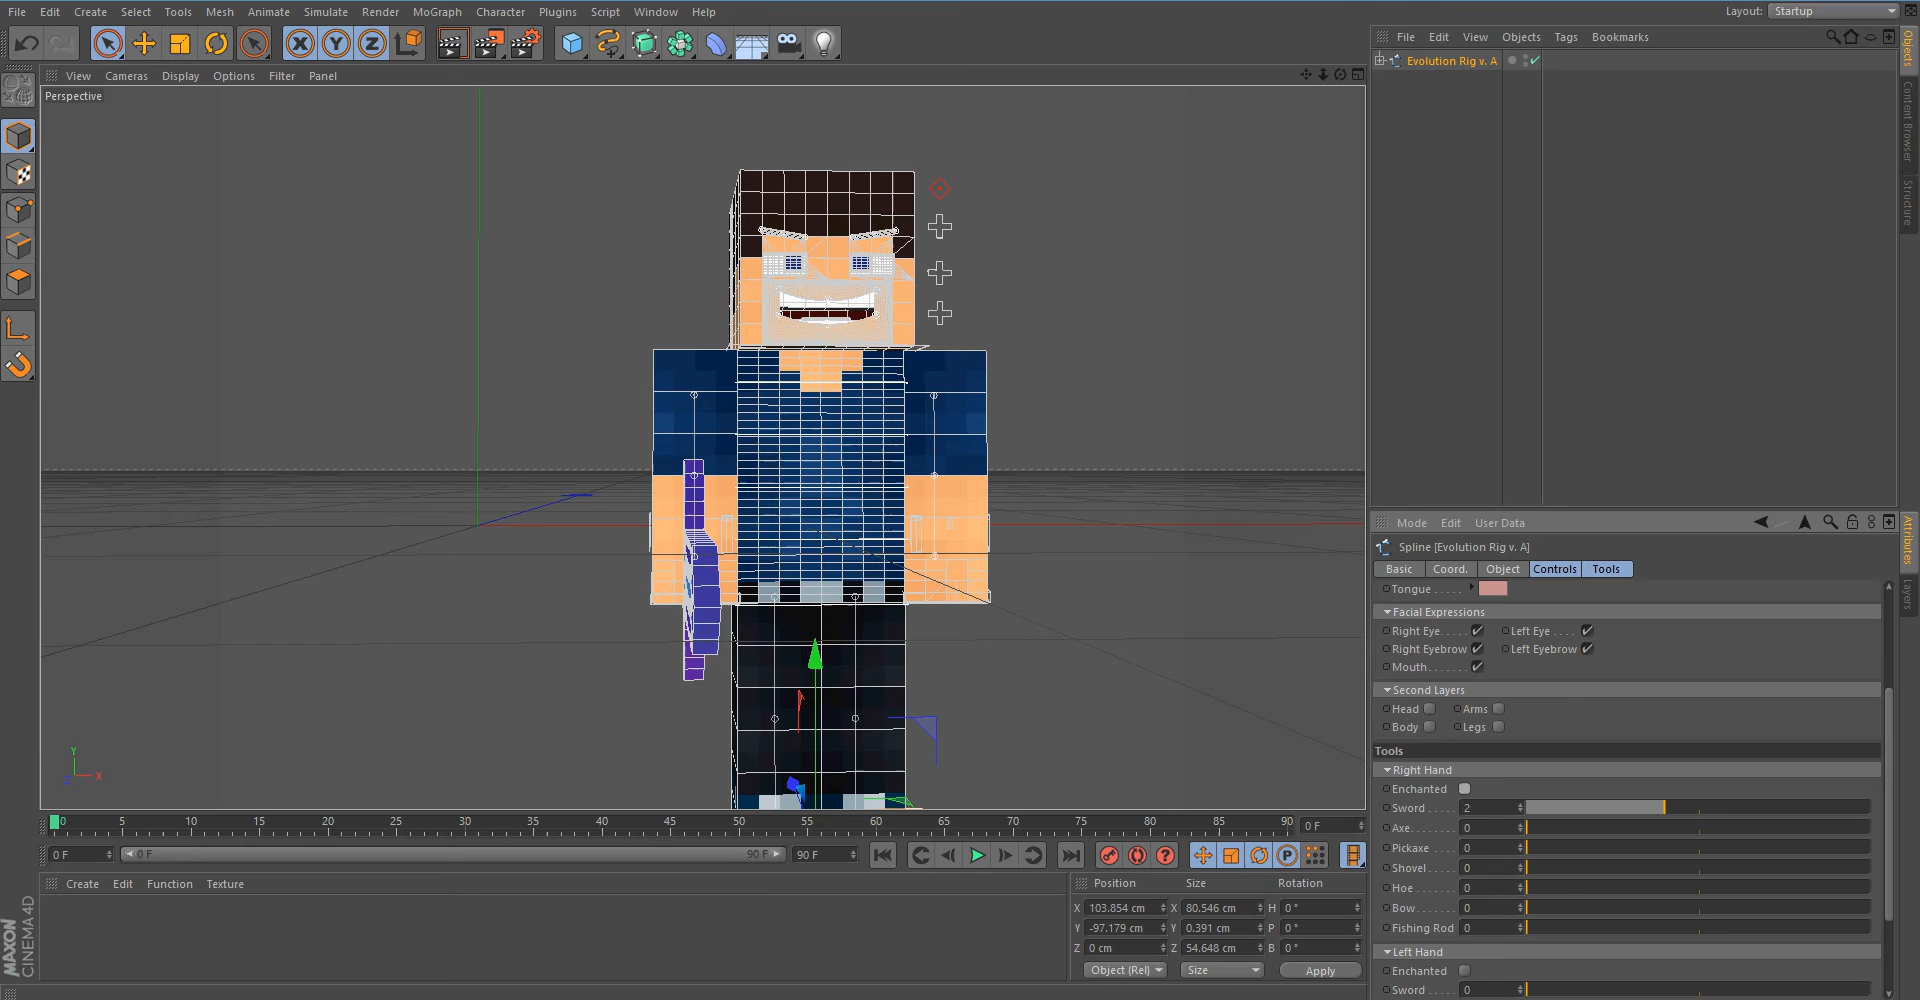 File Edit Create Select Tools Mesh Animate Simulate Render MoGraph Character Plugins Script Window Help Layout: Startup
X Y Z
File Edit View Objects Tags Bookmarks
Evolution Rig v. A
View Cameras Display Options Filter Panel
Perspective
Objects
Content Browser
Structure
Mode Edit User Data
Attributes
Layers
Spline [Evolution Rig v. A]
Basic Coord. Object Controls Tools
Tongue
Facial Expressions
Right Eye Left Eye
Right Eyebrow Left Eyebrow
Mouth
Second Layers
Head Arms
Body Legs
Tools
Right Hand
Enchanted
Sword 2
Axe 0
Pickaxe 0
Shovel 0
Hoe 0
Bow 0
Fishing Rod 0
Left Hand
Enchanted
Sword 0
Y
Z X
0 5 10 15 20 25 30 35 40 45 50 55 60 65 70 75 80 85 90 0 F
0 F 0 F 90 F 90 F
P
Create Edit Function Texture
Position Size Rotation
X 103.854 cm X 80.546 cm H 0 °
Y -97.179 cm Y 0.391 cm P 0 °
Z 0 cm Z 54.648 cm B 0 °
Object (Rel) Size Apply
MAXON
CINEMA 4D